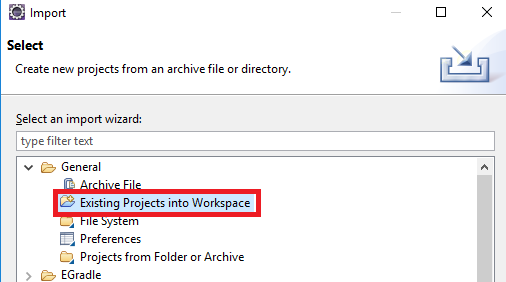 Import
Select
Create new projects from an archive file or directory.
Select an import wizard:
type filter text
General
Archive File
Existing Projects into Workspace
File System
Preferences
Projects from Folder or Archive
EGradle